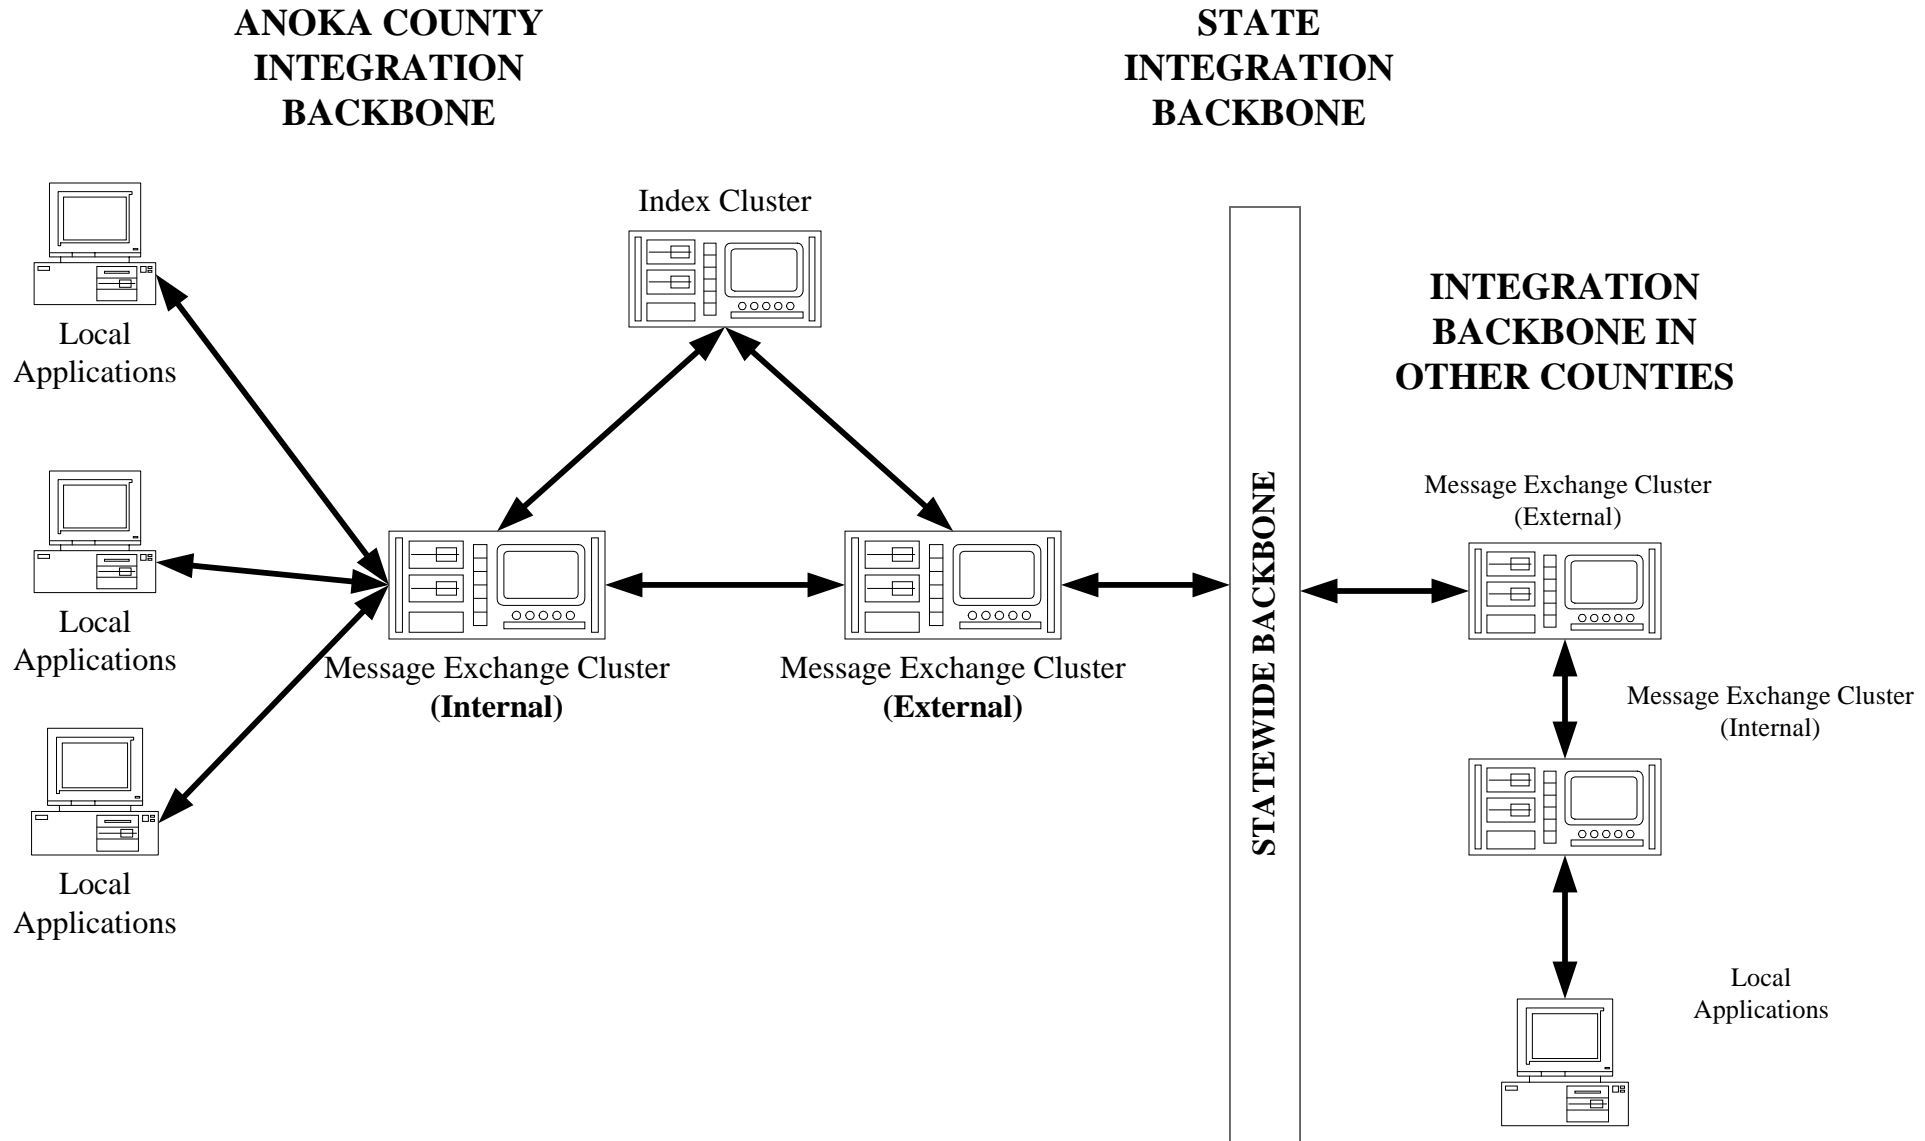 ANOKA COUNTY
INTEGRATION
BACKBONE
STATE
INTEGRATION
BACKBONE
Index Cluster
Local
Applications
INTEGRATION
BACKBONE IN
OTHER COUNTIES
Local
Applications
Message Exchange Cluster
(Internal)
Message Exchange Cluster
(External)
STATEWIDE BACKBONE
Message Exchange Cluster
(External)
Message Exchange Cluster
(Internal)
Local
Applications
Local
Applications